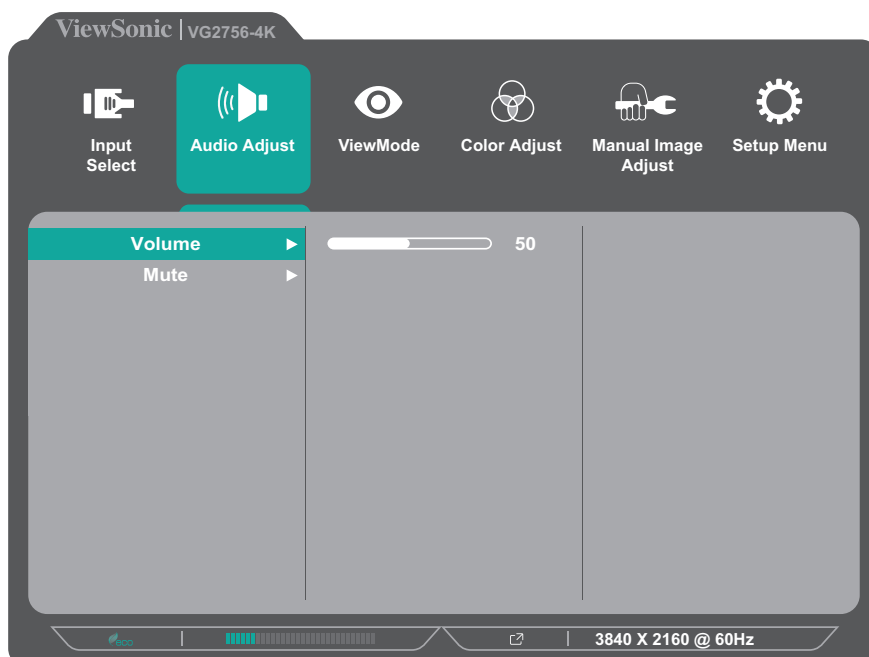 ViewSonic | VG2756-4K
Input
Select
Audio Adjust
ViewMode
Color Adjust
Manual Image
Adjust
Setup Menu
Volume
50
Mute
eco
3840 X 2160 @ 60Hz